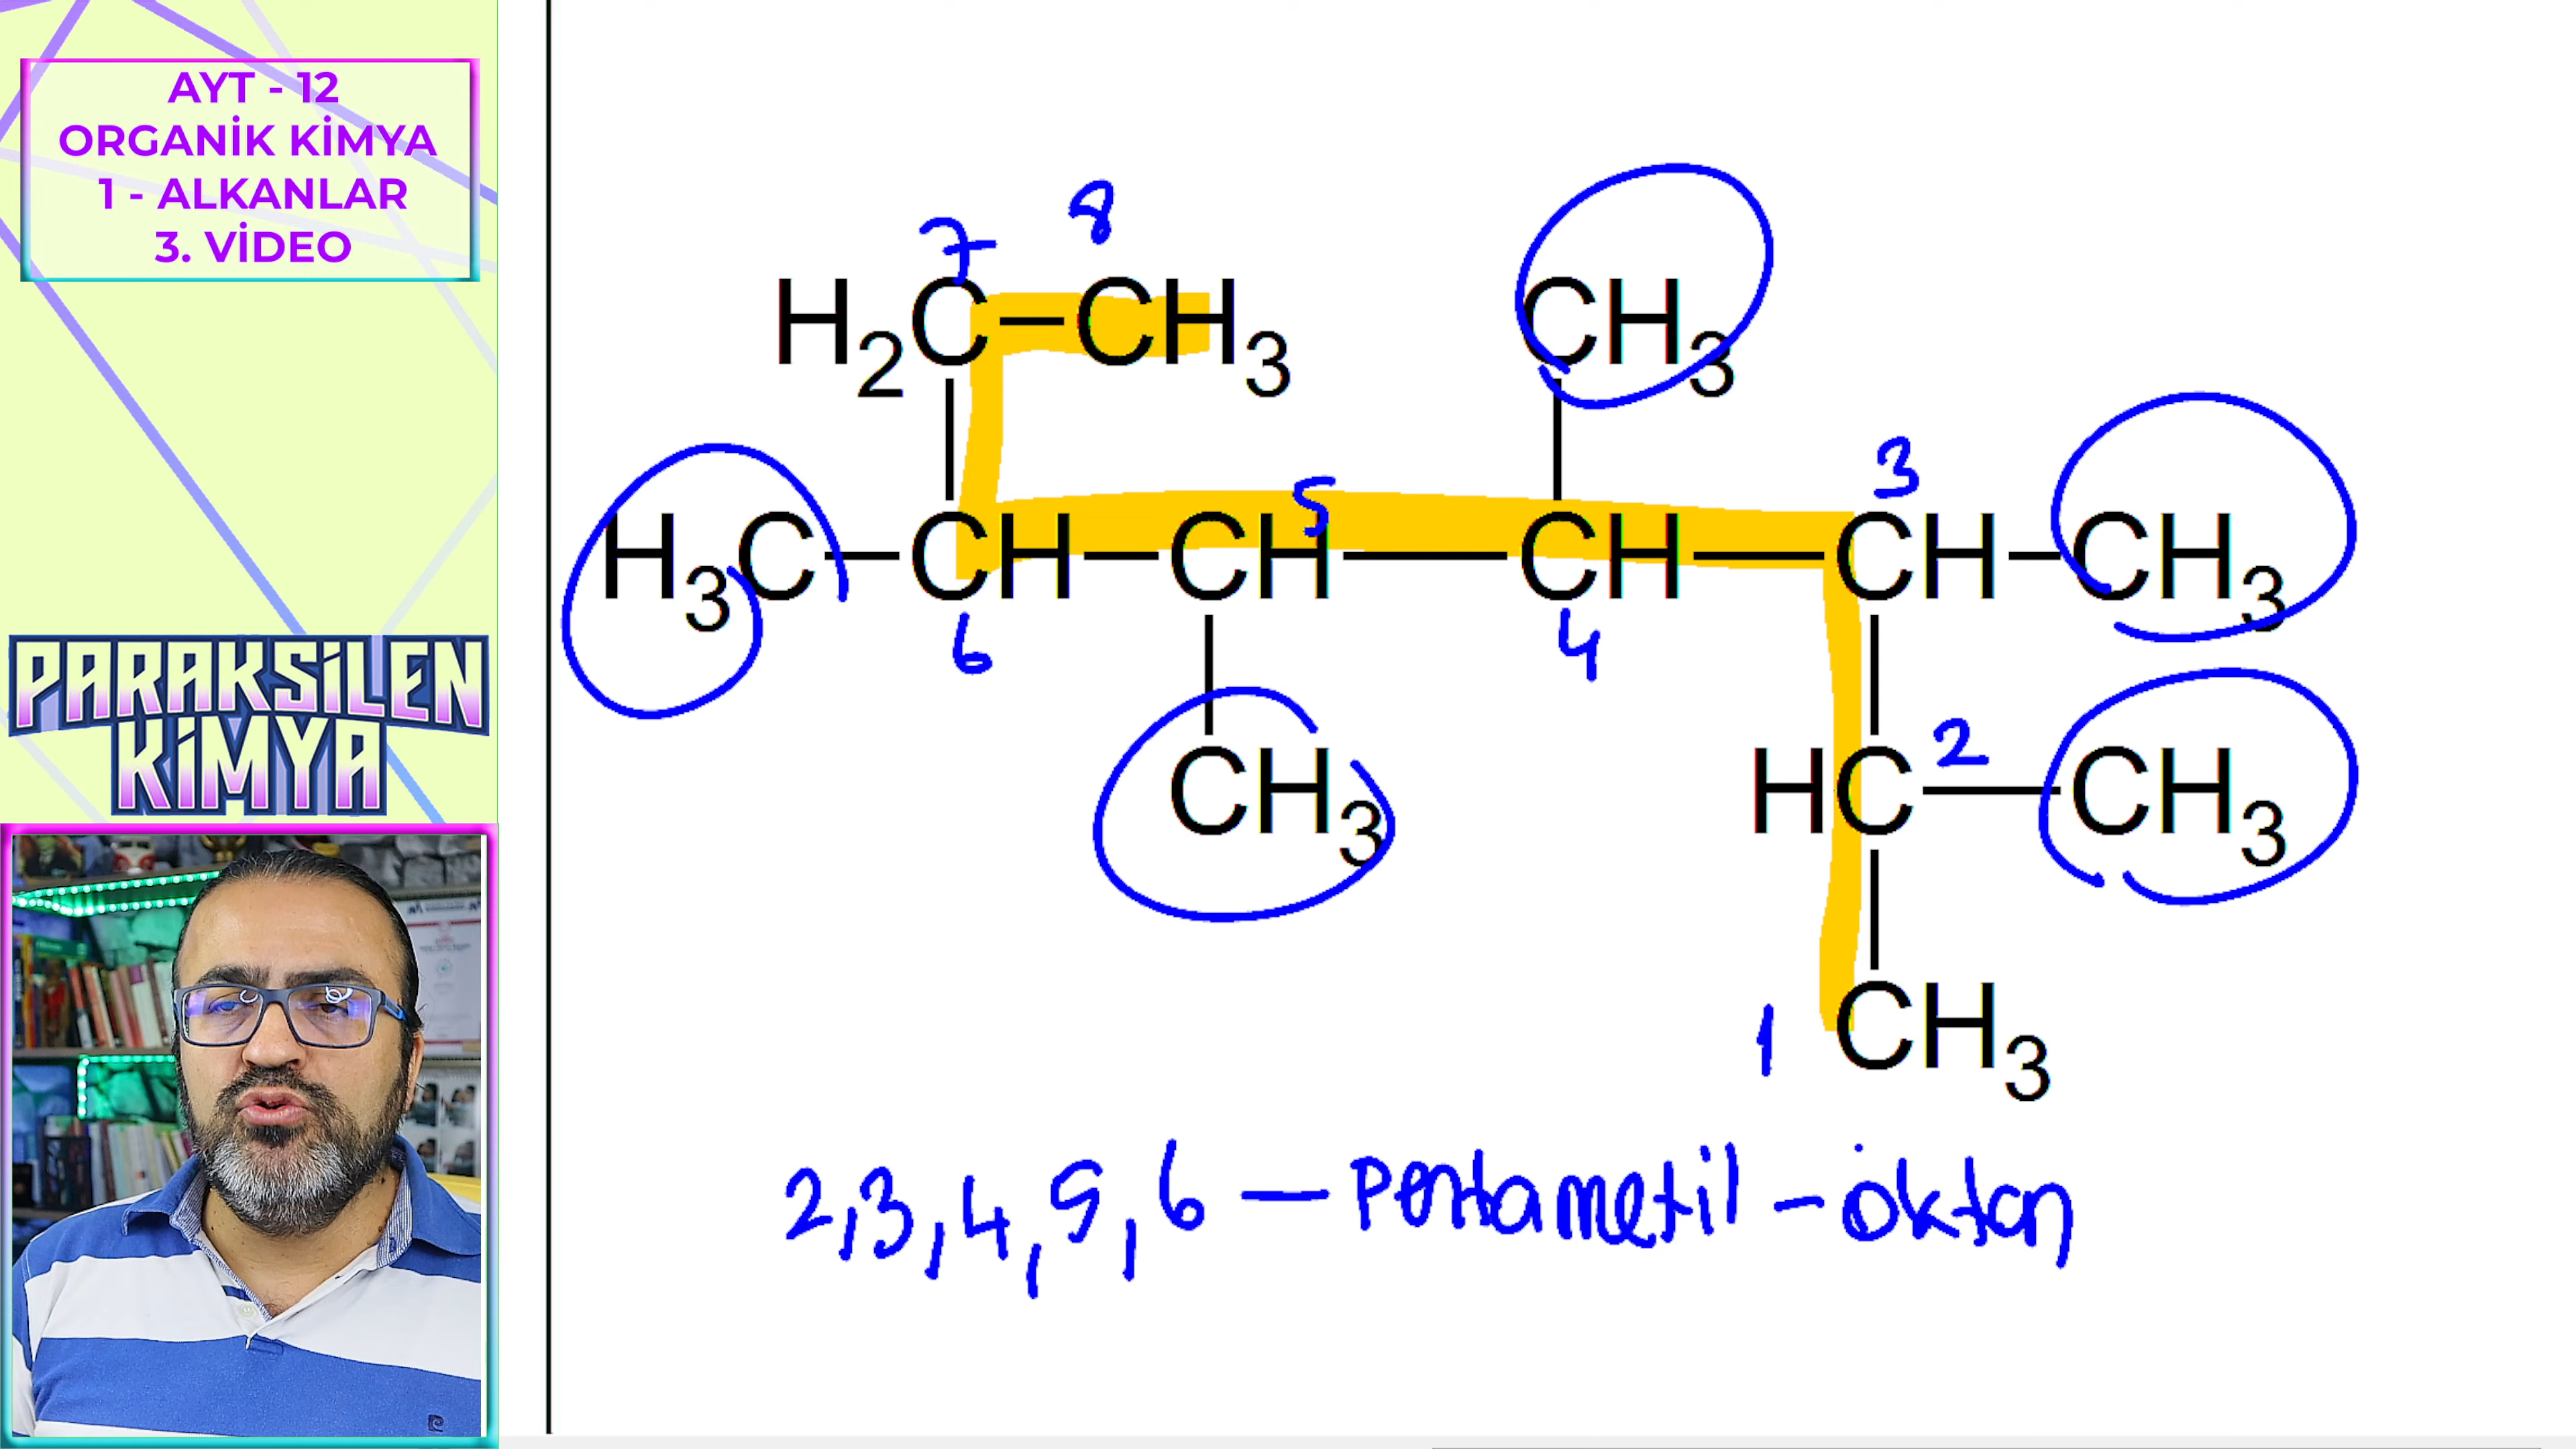 AYT - 12
ORGANİK KİMYA
1 - ALKANLAR
3. VİDEO
PARAKSİLEN
KİMYA
7 8
H2C-CH3 CH3
5 3
H3C-CH-CH-CH-CH-CH3
6 4
2
CH3 HC-CH3
1 CH3
2,3,4,5,6 - Pentametil - oktan